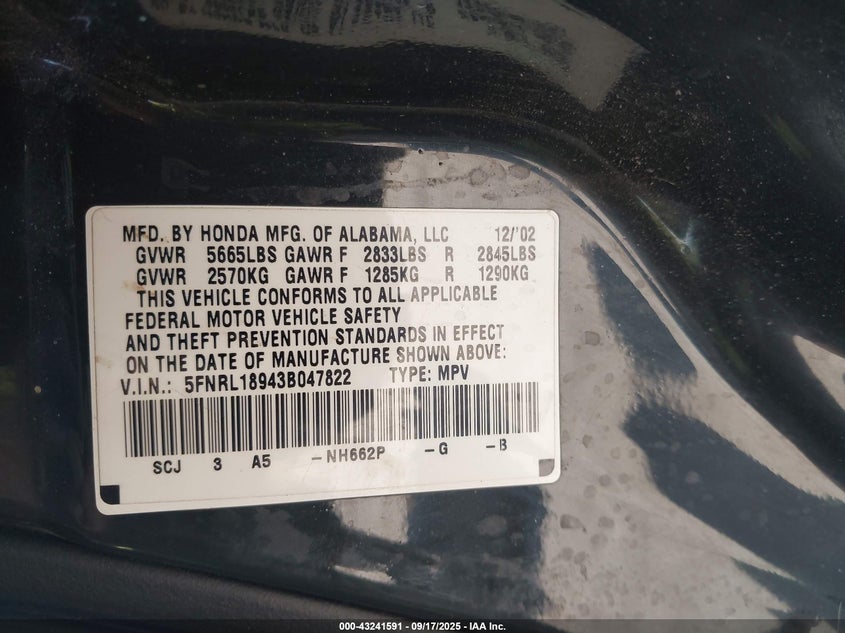 MFD. BY HONDA MFG. OF ALABAMA, LLC 12/'02
GVWR 5665LBS GAWR F 2833LBS R 2845LBS
GVWR 2570KG GAWR F 1285KG R 1290KG
THIS VEHICLE CONFORMS TO ALL APPLICABLE
FEDERAL MOTOR VEHICLE SAFETY
AND THEFT PREVENTION STANDARDS IN EFFECT
ON THE DATE OF MANUFACTURE SHOWN ABOVE:
V.I.N.: 5FNRL18943B047822 TYPE: MPV
SCJ 3 A5 -NH662P -G -B
000-43241591 - 09/17/2025 - IAA Inc.